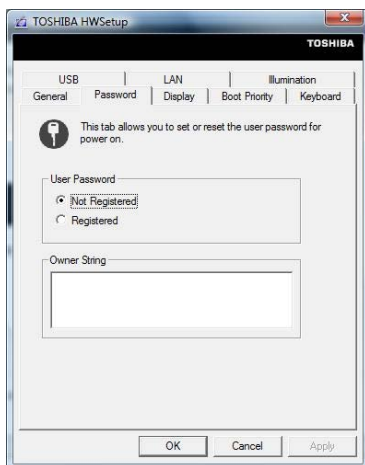 TOSHIBA HWSetup
TOSHIBA
USB LAN Illumination
General Password Display Boot Priority Keyboard
This tab allows you to set or reset the user password for
power on.
User Password
Not Registered
Registered
Owner String
OK Cancel Apply